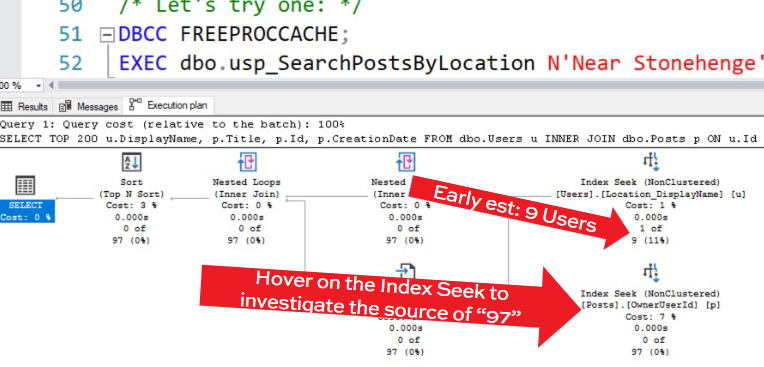 50 /* Let's try one: */
51 DBCC FREEPROCCACHE;
52 EXEC dbo.usp_SearchPostsByLocation N'Near Stonehenge'
00 %
Results Messages Execution plan
Query 1: Query cost (relative to the batch): 100%
SELECT TOP 200 u.DisplayName, p.Title, p.Id, p.CreationDate FROM dbo.Users u INNER JOIN dbo.Posts p ON u.Id
SELECT
Cost: 0 %
Sort
(Top N Sort)
Cost: 3 %
0.000s
0 of
97 (0%)
Nested Loops
(Inner Join)
Cost: 0 %
0.000s
0 of
97 (0%)
Nested
(Inner
Cost: 0 %
0.000s
0 of
97 (0%)
Index Seek (NonClustered)
[Users].[Location_DisplayName] [u]
Cost: 1 %
0.000s
1 of
9 (11%)
Early est: 9 Users
Hover on the Index Seek to
investigate the source of “97”
0.000s
0 of
97 (0%)
Index Seek (NonClustered)
[Posts].[OwnerUserId] [p]
Cost: 7 %
0.000s
0 of
97 (0%)